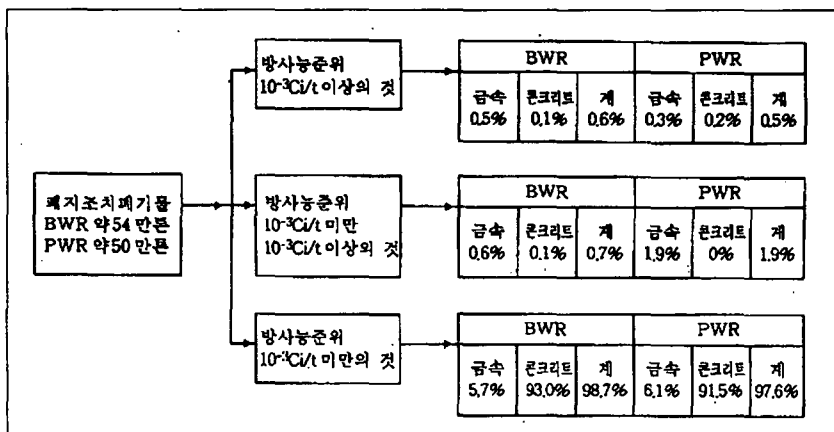 폐지조치폐기물
BWR 약54만톤
PWR 약50만톤
방사능준위
10⁻³Ci/t 이상의 것
BWR PWR
금속 콘크리트 계 금속 콘크리트 계
0.5% 0.1% 0.6% 0.3% 0.2% 0.5%
방사능준위
10⁻³Ci/t 미만
10⁻³Ci/t 이상의 것
BWR PWR
금속 콘크리트 계 금속 콘크리트 계
0.6% 0.1% 0.7% 1.9% 0% 1.9%
방사능준위
10⁻³Ci/t 미만의 것
BWR PWR
금속 콘크리트 계 금속 콘크리트 계
5.7% 93.0% 98.7% 6.1% 91.5% 97.6%